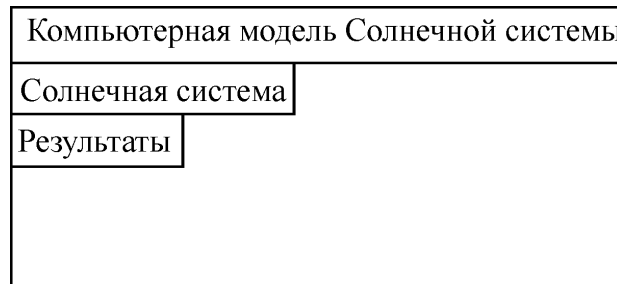 Компьютерная модель Солнечной системы
Солнечная система
Результаты